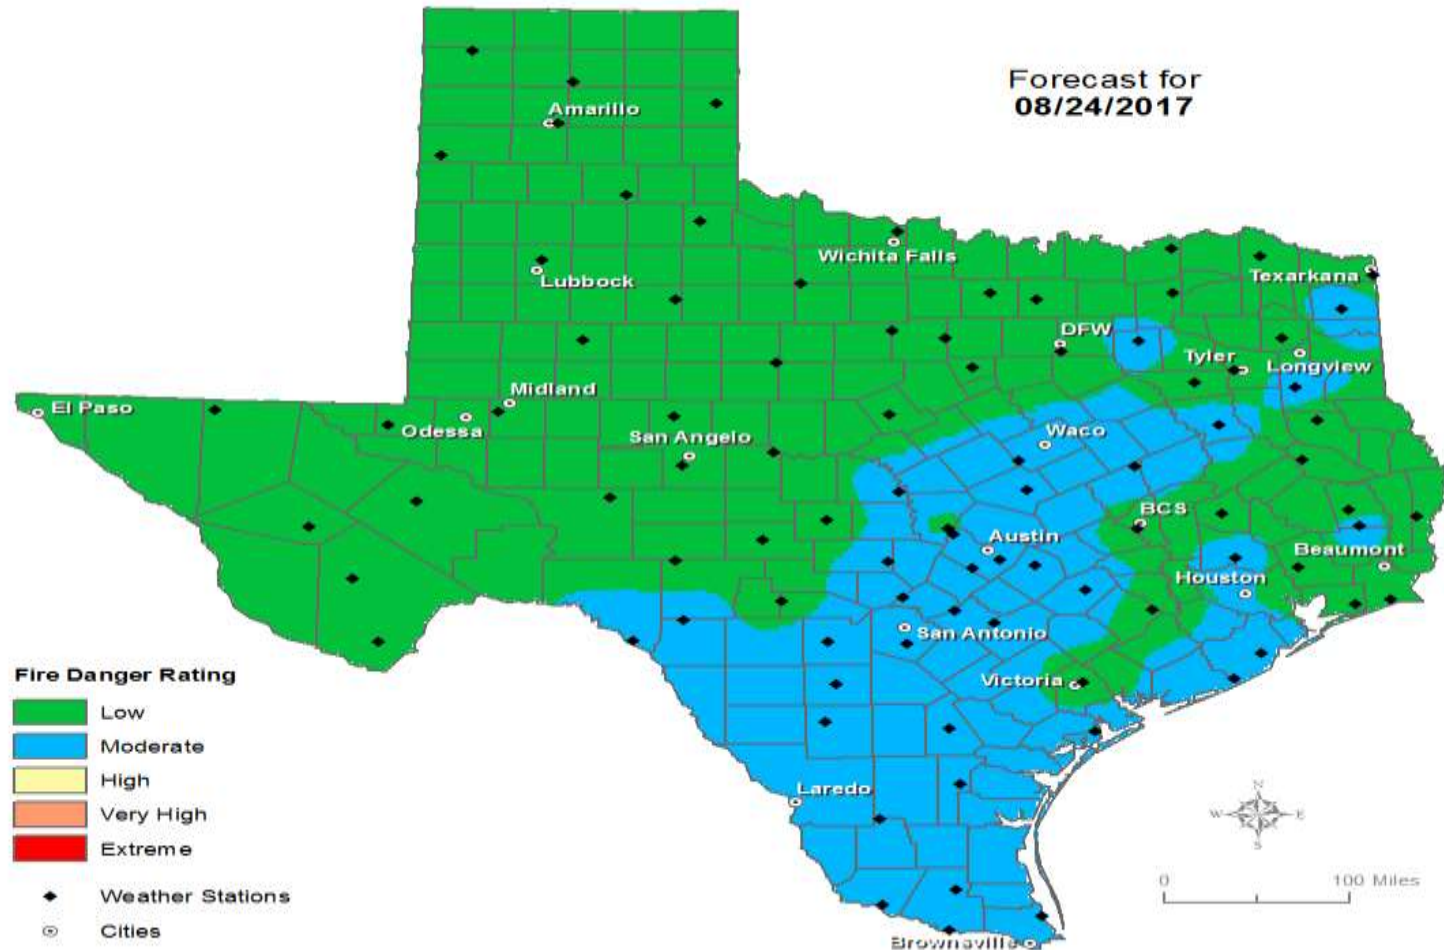 Forecast for
08/24/2017
Amarillo
Wichita Falls
Lubbock
Texarkana
DFW
Tyler
Longview
Midland
El Paso
Odessa
San Angelo
Waco
BCS
Austin
Beaumont
Houston
San Antonio
Victoria
Laredo
Brownsville
Fire Danger Rating
Low
Moderate
High
Very High
Extreme
Weather Stations
Cities
N
W
E
S
0
100 Miles